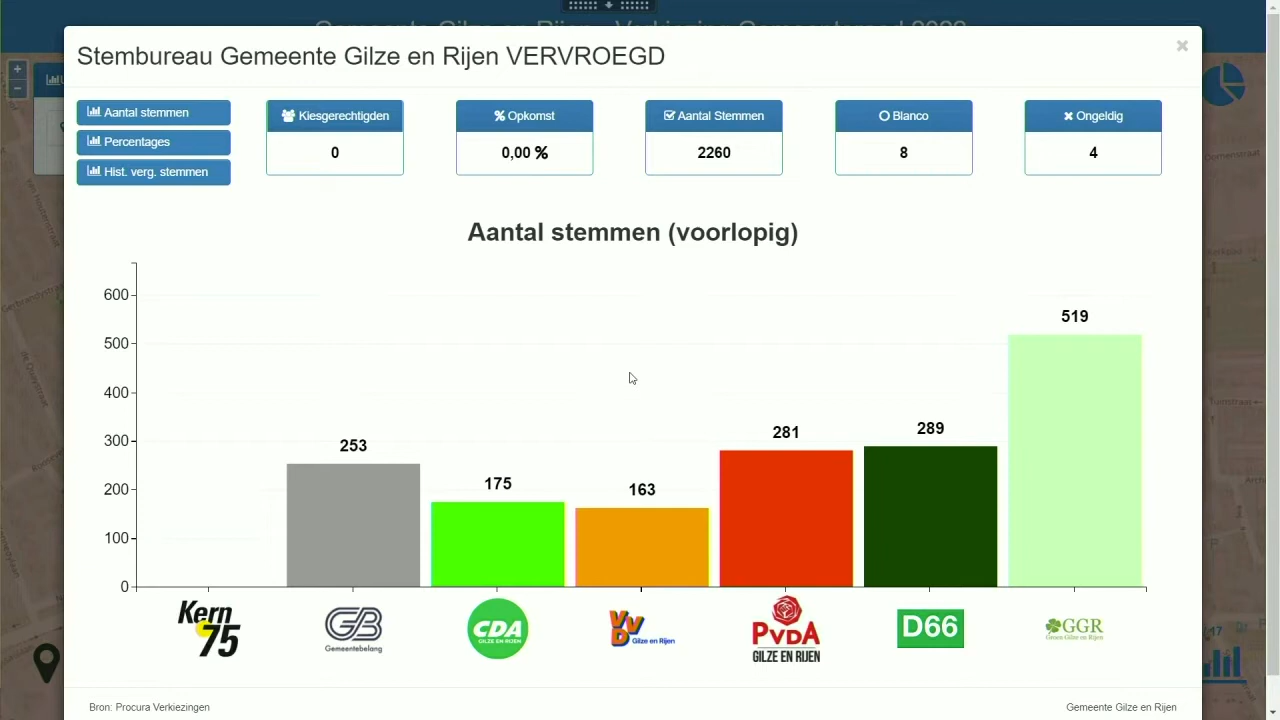 Stembureau Gemeente Gilze en Rijen VERVROEGD
Aantal stemmen
Percentages
Hist. verg. stemmen
Kiesgerechtigden
0
% Opkomst
0,00 %
Aantal Stemmen
2260
Blanco
8
Ongeldig
4
Aantal stemmen (voorlopig)
600
500
400
300
200
100
0
253
175
163
281
289
519
Kern 75
GB Gemeentebelang
CDA GILZE EN RIJEN
VVD Gilze en Rijen
PvdA GILZE EN RIJEN
D66
GGR Groen Gilze en Rijen
Bron: Procura Verkiezingen
Gemeente Gilze en Rijen